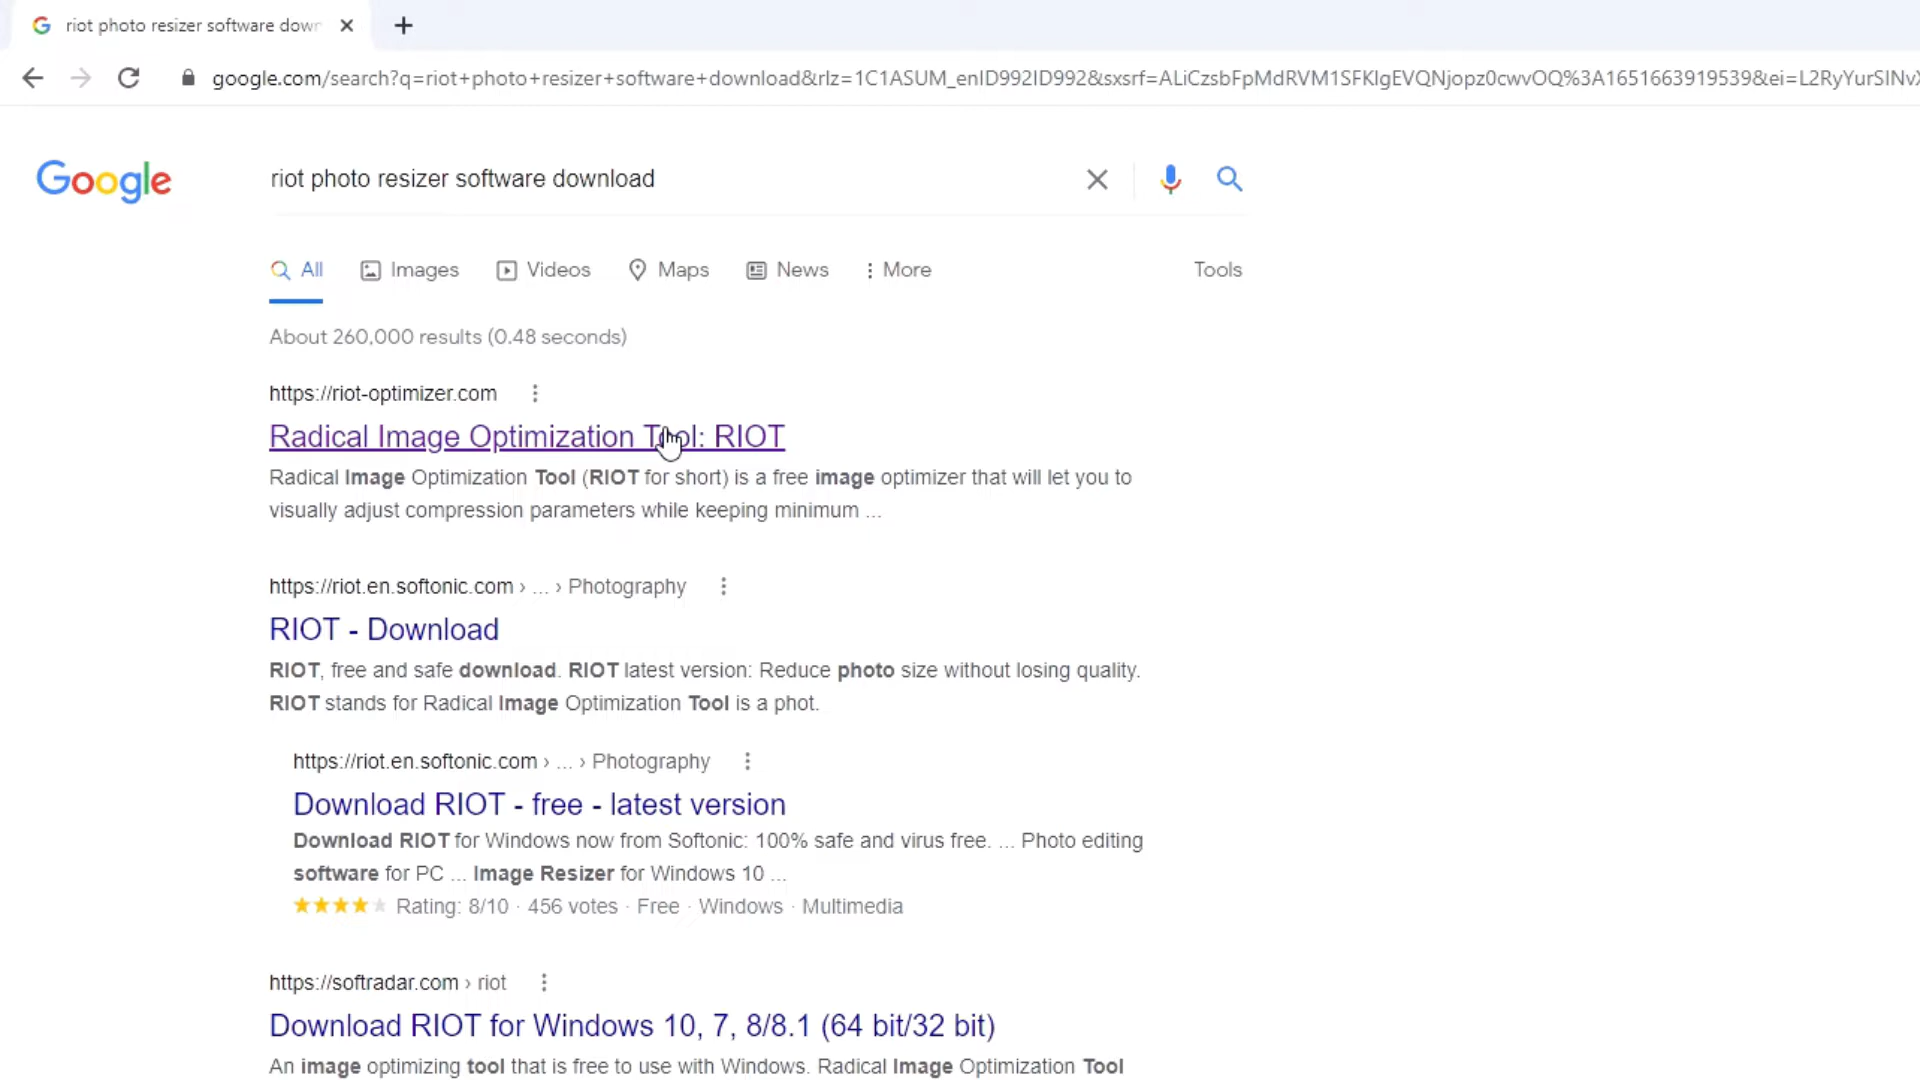 riot photo resizer software down
google.com/search?q=riot+photo+resizer+software+download&rlz=1C1ASUM_enID992ID992&sxsrf=ALiCzsbFpMdRVM1SFKlgEVQNjopz0cwvOQ%3A1651663919539&ei=L2RyYurSINv
Google
riot photo resizer software download
All Images Videos Maps News More Tools
About 260,000 results (0.48 seconds)
https://riot-optimizer.com
Radical Image Optimization Tool: RIOT
Radical Image Optimization Tool (RIOT for short) is a free image optimizer that will let you to
visually adjust compression parameters while keeping minimum ...
https://riot.en.softonic.com › ... › Photography
RIOT - Download
RIOT, free and safe download. RIOT latest version: Reduce photo size without losing quality.
RIOT stands for Radical Image Optimization Tool is a phot.
https://riot.en.softonic.com › ... › Photography
Download RIOT - free - latest version
Download RIOT for Windows now from Softonic: 100% safe and virus free. ... Photo editing
software for PC ... Image Resizer for Windows 10 ...
Rating: 8/10 · 456 votes · Free · Windows · Multimedia
https://softradar.com › riot
Download RIOT for Windows 10, 7, 8/8.1 (64 bit/32 bit)
An image optimizing tool that is free to use with Windows. Radical Image Optimization Tool